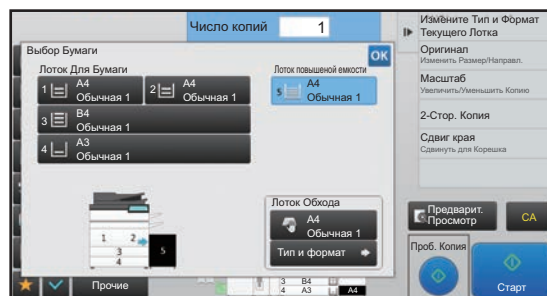 Число копий 1
Измените Тип и Формат
Текущего Лотка
Оригинал
Изменить Размер/Направл.
Масштаб
Увеличить/Уменьшить Копию
2-Стор. Копия
Сдвиг края
Сдвинуть для Корешка
Выбор Бумаги
OK
Лоток Для Бумаги
Лоток повышеной емкости
1 A4
Обычная 1
2 A4
Обычная 1
5 A4
Обычная 1
3 B4
Обычная 1
4 A3
Обычная 1
Лоток Обхода
A4
Обычная 1
Тип и формат
1 2
3
4
5
Предварит.
Просмотр
CA
Проб. Копия
Старт
Прочие
3 B4
4 A3
A4